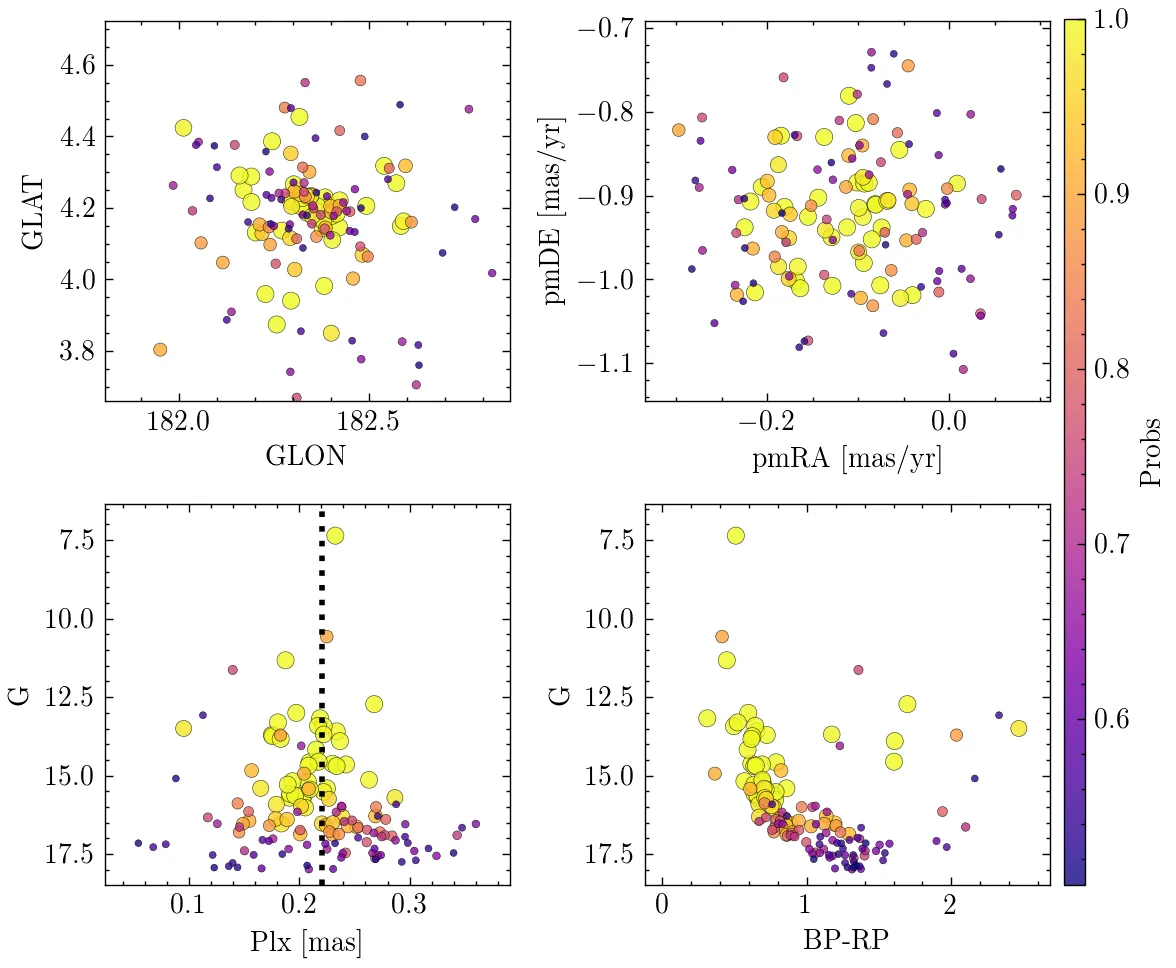 4.6
4.4
4.2
4.0
3.8
GLAT
182.0 182.5
GLON
−0.7
−0.8
−0.9
−1.0
−1.1
pmDE [mas/yr]
−0.2 0.0
pmRA [mas/yr]
7.5
10.0
12.5
15.0
17.5
G
0.1 0.2 0.3
Plx [mas]
7.5
10.0
12.5
15.0
17.5
G
0 1 2
BP-RP
1.0
0.9
0.8
0.7
0.6
Probs